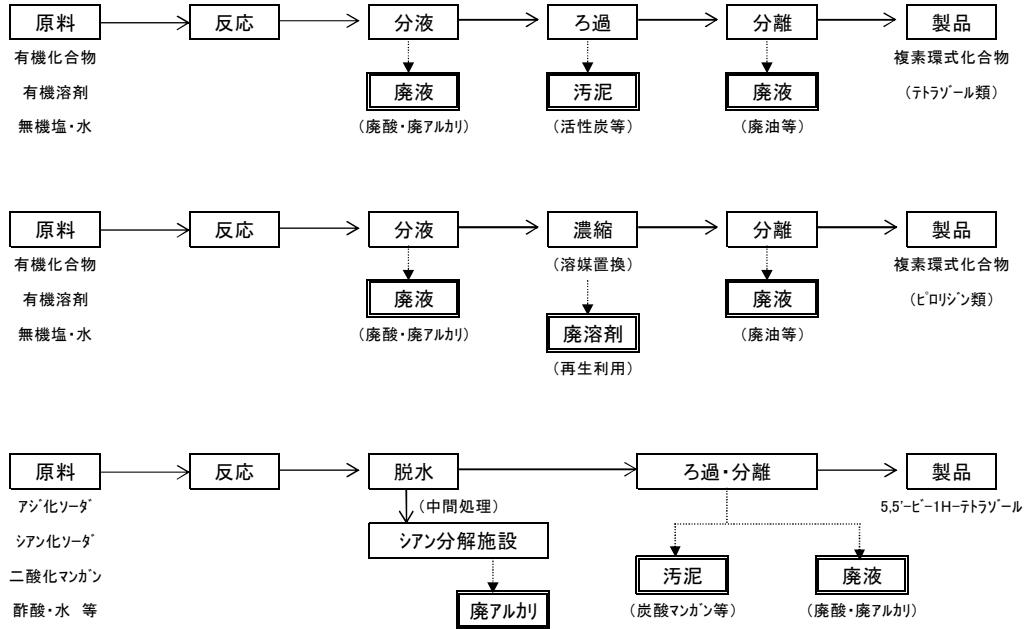 原料 反応 分液 ろ過 分離 製品
有機化合物 廃液 汚泥 廃液 複素環式化合物
有機溶剤 (ﾃﾄﾗｿﾞｰﾙ類)
無機塩・水 (廃酸・廃ｱﾙｶﾘ) (活性炭等) (廃油等)
原料 反応 分液 濃縮 分離 製品
有機化合物 (溶媒置換) 複素環式化合物
有機溶剤 廃液 廃液 (ﾋﾟﾛﾘｼﾞﾝ類)
無機塩・水 (廃酸・廃ｱﾙｶﾘ) 廃溶剤 (廃油等)
(再生利用)
原料 反応 脱水 ろ過・分離 製品
ｱｼﾞ化ｿｰﾀﾞ (中間処理) 5,5'-ﾋﾞｰ1H-ﾃﾄﾗｿﾞｰﾙ
ｼｱﾝ化ｿｰﾀﾞ ｼｱﾝ分解施設
二酸化ﾏﾝｶﾞﾝ 汚泥 廃液
酢酸・水 等 廃ｱﾙｶﾘ (炭酸ﾏﾝｶﾞﾝ等) (廃酸・廃ｱﾙｶﾘ)